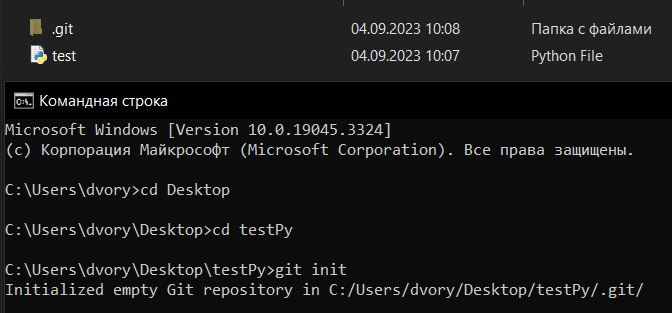 .git 04.09.2023 10:08 Папка с файлами
test 04.09.2023 10:07 Python File
Командная строка
Microsoft Windows [Version 10.0.19045.3324]
(c) Корпорация Майкрософт (Microsoft Corporation). Все права защищены.
C:\Users\dvory>cd Desktop
C:\Users\dvory\Desktop>cd testPy
C:\Users\dvory\Desktop\testPy>git init
Initialized empty Git repository in C:/Users/dvory/Desktop/testPy/.git/